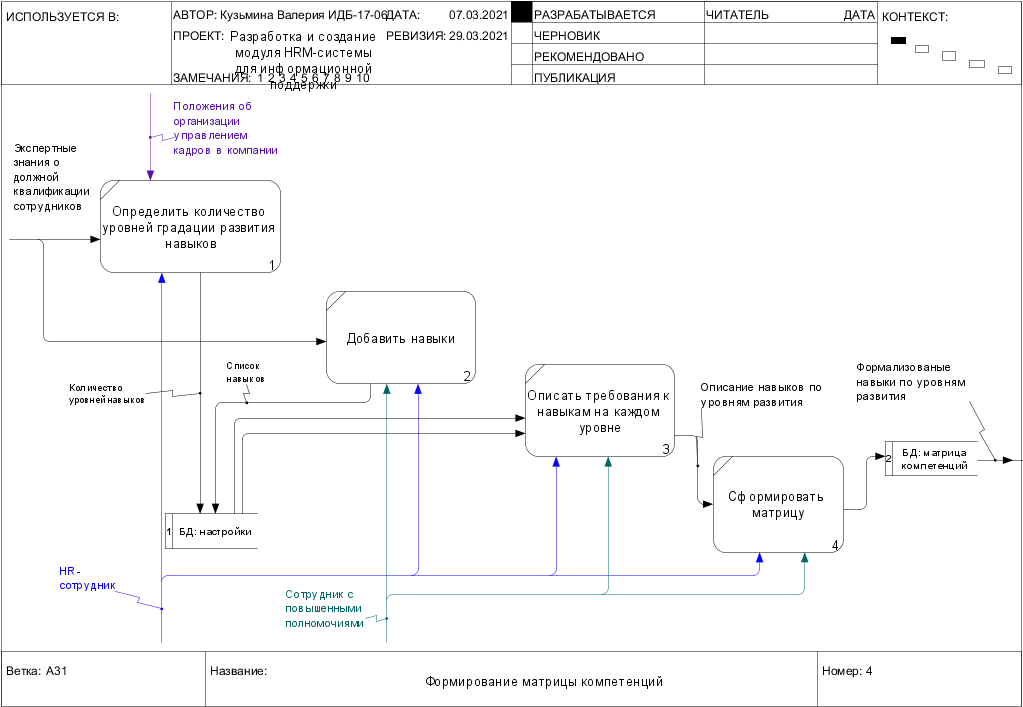 ИСПОЛЬЗУЕТСЯ В:
АВТОР: Кузьмина Валерия ИДБ-17-06
ДАТА: 07.03.2021
ПРОЕКТ: Разработка и создание
модуля HRM-системы
для информационной
поддержки
РЕВИЗИЯ: 29.03.2021
ЗАМЕЧАНИЯ: 1 2 3 4 5 6 7 8 9 10
РАЗРАБАТЫВАЕТСЯ
ЧЕРНОВИК
РЕКОМЕНДОВАНО
ПУБЛИКАЦИЯ
ЧИТАТЕЛЬ
ДАТА
КОНТЕКСТ:
Положения об
организации
управлением
кадров в компании
Экспертные
знания о
должной
квалификации
сотрудников
Определить количество
уровней градации развития
навыков
1
Добавить навыки
2
Список
навыков
Количество
уровней навыков
Описать требования к
навыкам на каждом
уровне
3
Описание навыков по
уровням развития
Формализованые
навыки по уровням
развития
2
БД: матрица
компетенций
Сформировать
матрицу
4
1 БД: настройки
HR-
сотрудник
Сотрудник с
повышенными
полномочиями
Ветка: A31
Название:
Формирование матрицы компетенций
Номер: 4